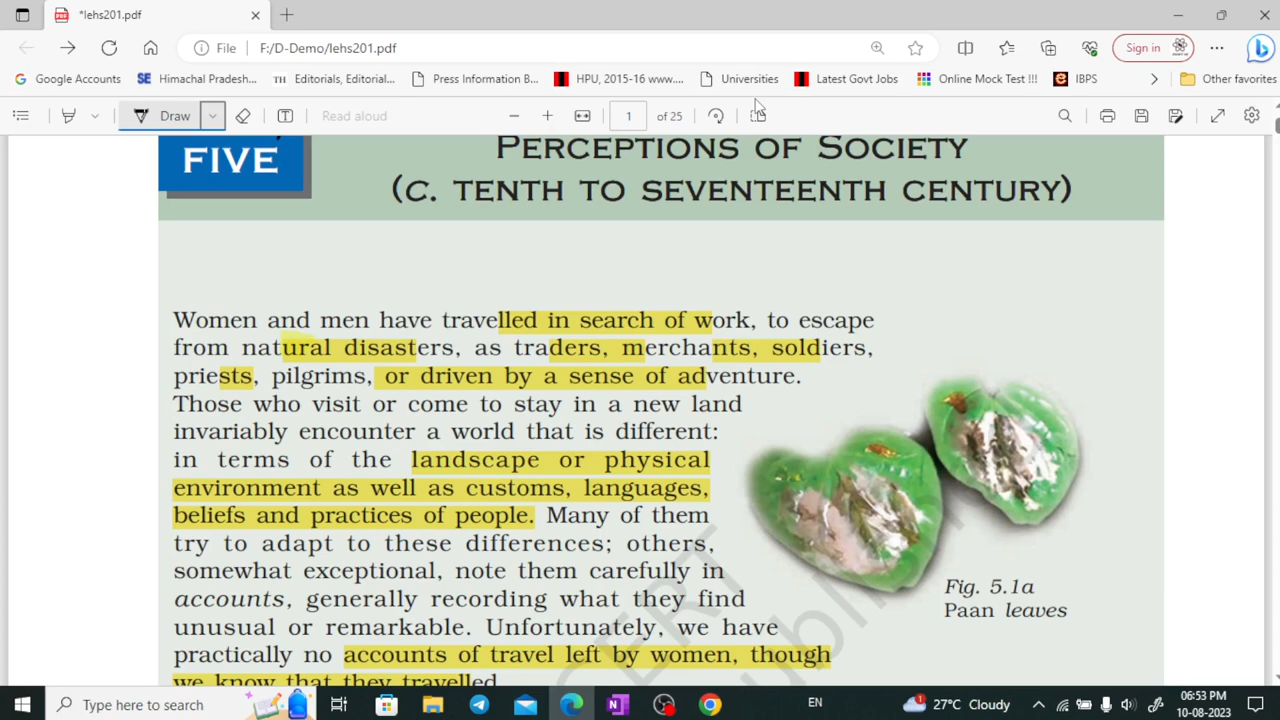 *lehs201.pdf
File F:/D-Demo/lehs201.pdf Sign in
Google Accounts SE Himachal Pradesh... TH Editorials, Editorial... Press Information B... HPU, 2015-16 www.... Universities Latest Govt Jobs Online Mock Test !!! IBPS Other favorites
Draw Read aloud 1 of 25
FIVE
PERCEPTIONS OF SOCIETY
(C. TENTH TO SEVENTEENTH CENTURY)
Women and men have travelled in search of work, to escape
from natural disasters, as traders, merchants, soldiers,
priests, pilgrims, or driven by a sense of adventure.
Those who visit or come to stay in a new land
invariably encounter a world that is different:
in terms of the landscape or physical
environment as well as customs, languages,
beliefs and practices of people. Many of them
try to adapt to these differences; others,
somewhat exceptional, note them carefully in
accounts, generally recording what they find
unusual or remarkable. Unfortunately, we have
practically no accounts of travel left by women, though
we know that they travelled.
Fig. 5.1a
Paan leaves
Type here to search
EN
27°C Cloudy
06:53 PM
10-08-2023